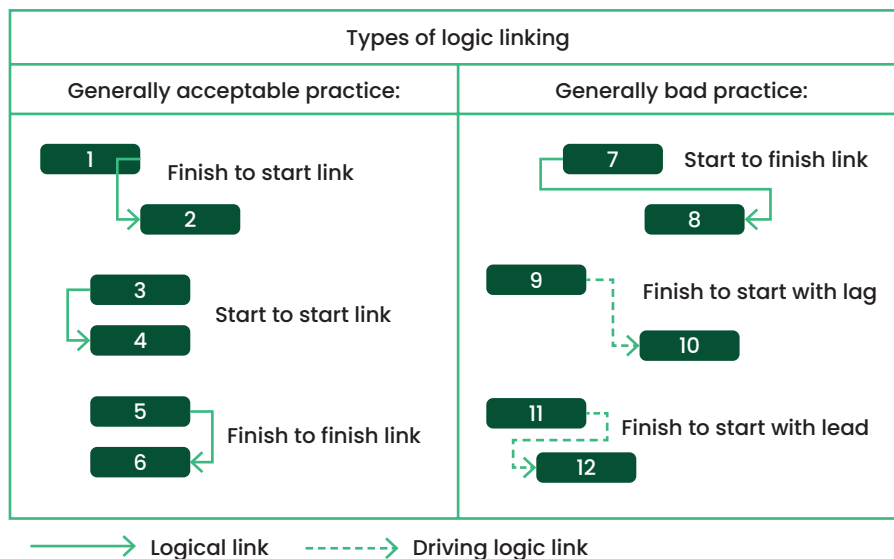 Types of logic linking
Generally acceptable practice:
1
Finish to start link
2
3
Start to start link
4
5
Finish to finish link
6
Generally bad practice:
7
Start to finish link
8
9
Finish to start with lag
10
11
Finish to start with lead
12
Logical link
Driving logic link